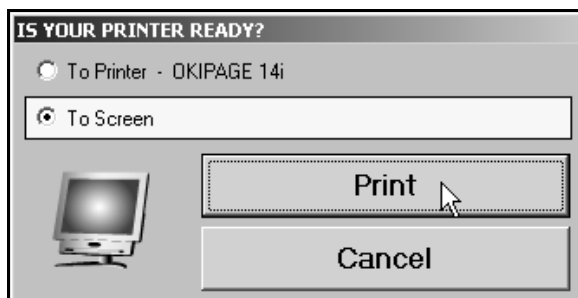 IS YOUR PRINTER READY?
To Printer - OKIPAGE 14i
To Screen
Print
Cancel